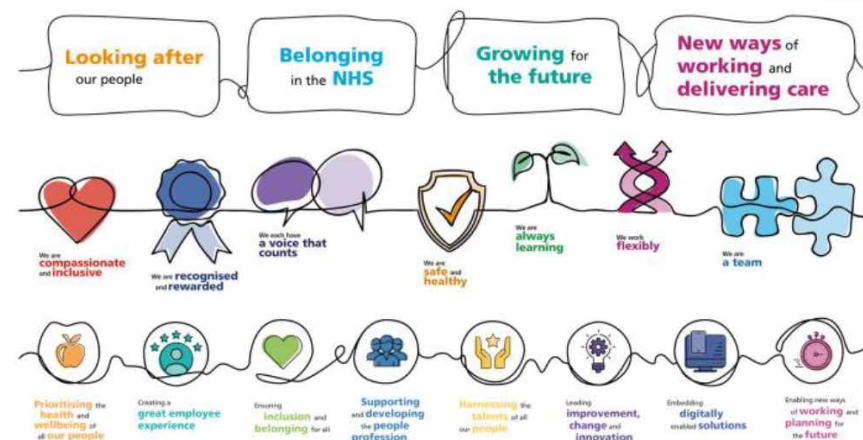 Looking after
our people
Belonging
in the NHS
Growing for
the future
New ways of
working and
delivering care
We are
compassionate
and inclusive
We are recognised
and rewarded
We each have
a voice that
counts
We are
safe and
healthy
We are
always
learning
We work
flexibly
We are
a team
Prioritising the
health and
wellbeing of
all our people
Creating a
great employee
experience
Ensuring
inclusion and
belonging for all
Supporting
and developing
the people
profession
Harnessing the
talents of all
our people
Leading
improvement,
change and
innovation
Embedding
digitally
enabled solutions
Enabling new ways
of working and
planning for
the future